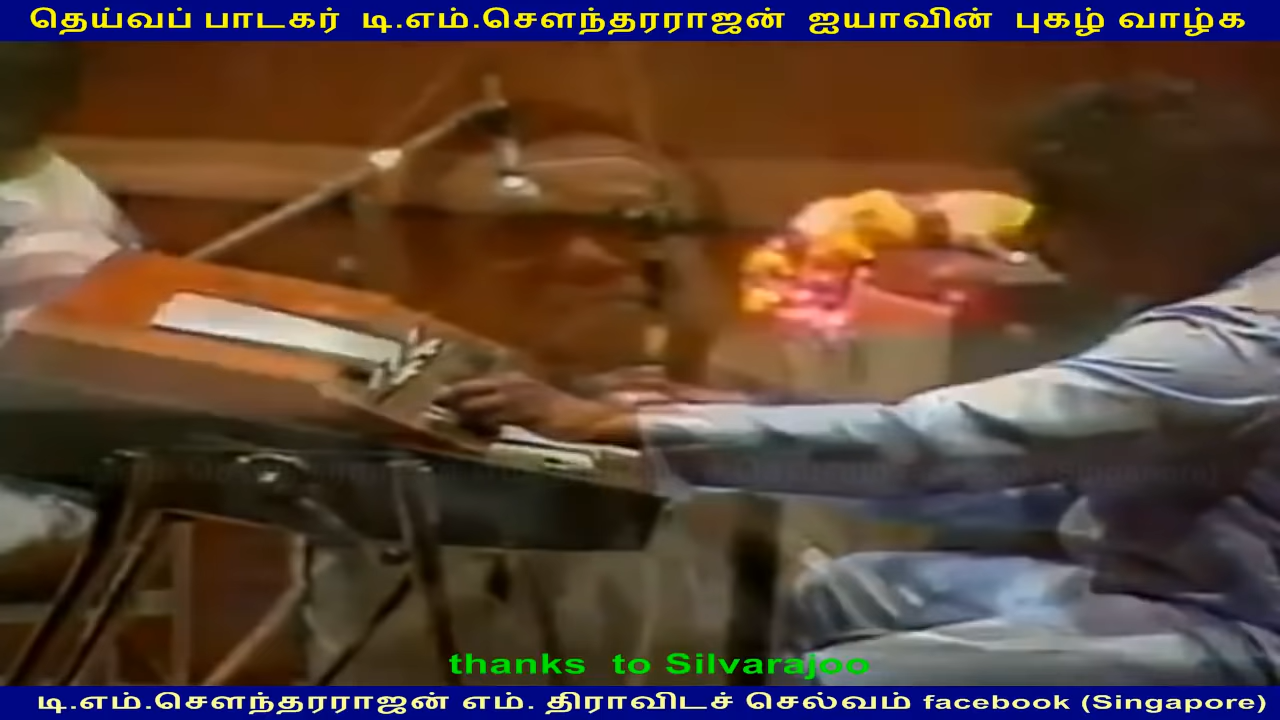 தெய்வப் பாடகர் டி.எம்.சௌந்தரராஜன் ஐயாவின் புகழ் வாழ்க
thanks to Silvarajoo
டி.எம்.சௌந்தரராஜன் எம். திராவிடச் செல்வம் facebook (Singapore)